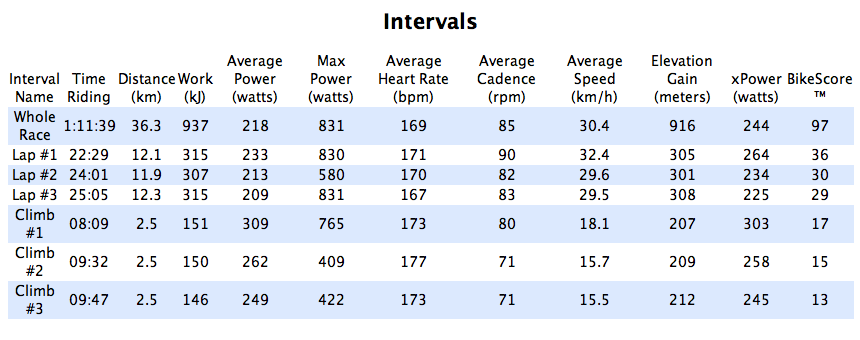 Intervals
Average Max Average Average Average Elevation
Interval Time Distance Work Power Power Heart Rate Cadence Speed Gain xPower BikeScore
Name Riding (km) (kJ) (watts) (watts) (bpm) (rpm) (km/h) (meters) (watts) ™
Whole
Race 1:11:39 36.3 937 218 831 169 85 30.4 916 244 97
Lap #1 22:29 12.1 315 233 830 171 90 32.4 305 264 36
Lap #2 24:01 11.9 307 213 580 170 82 29.6 301 234 30
Lap #3 25:05 12.3 315 209 831 167 83 29.5 308 225 29
Climb
#1 08:09 2.5 151 309 765 173 80 18.1 207 303 17
Climb
#2 09:32 2.5 150 262 409 177 71 15.7 209 258 15
Climb
#3 09:47 2.5 146 249 422 173 71 15.5 212 245 13